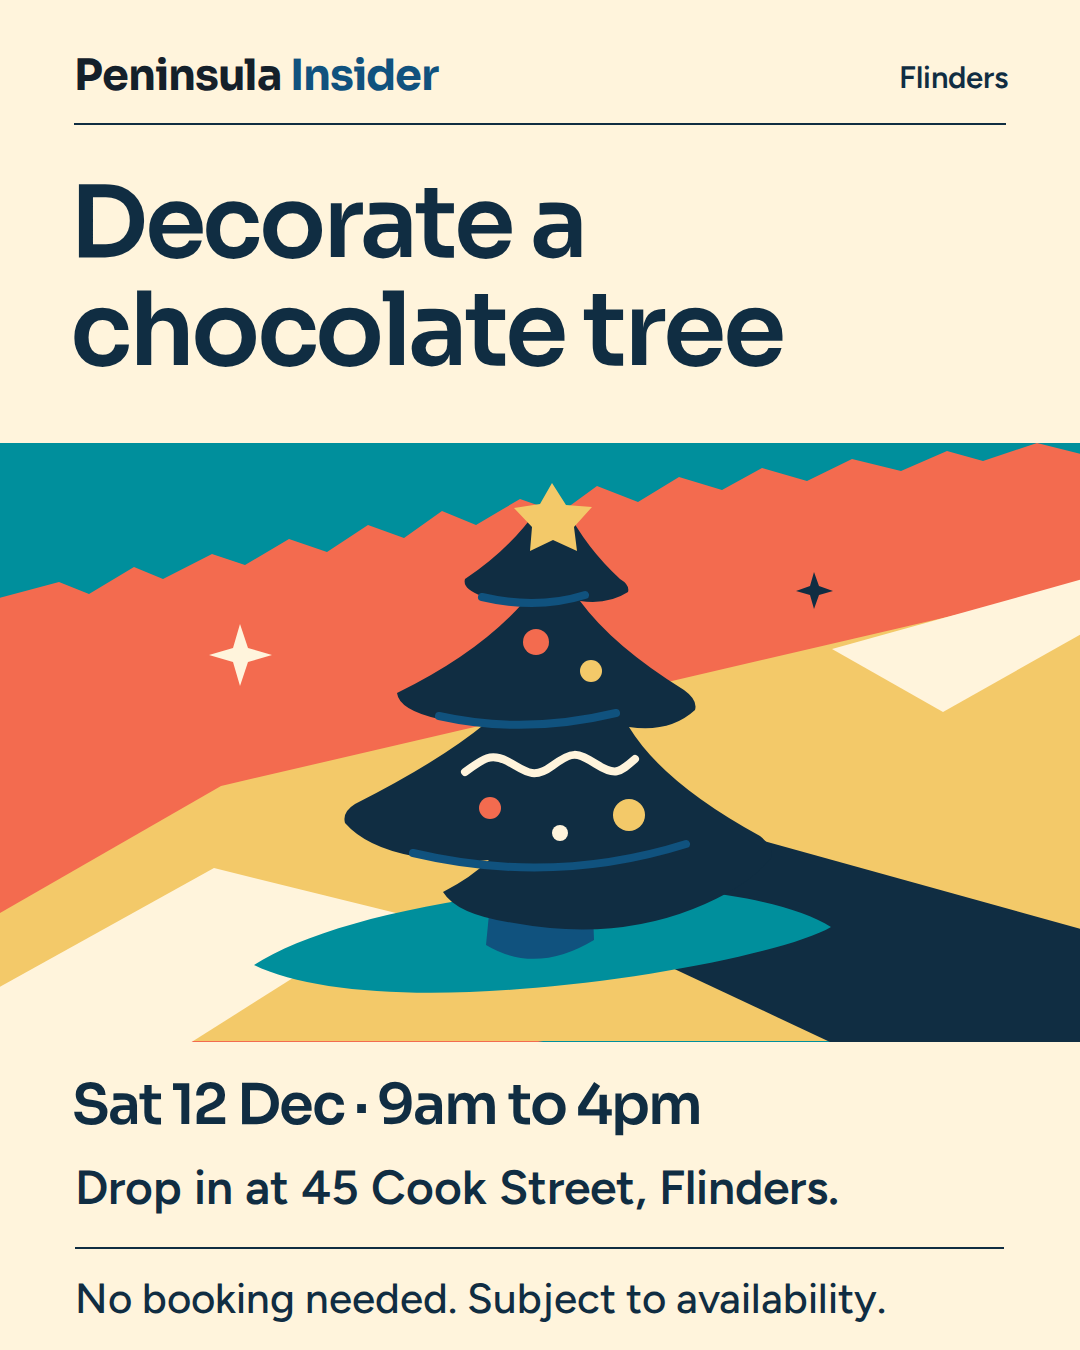 Peninsula Insider
Flinders
Decorate a
chocolate tree
Sat 12 Dec · 9am to 4pm
Drop in at 45 Cook Street, Flinders.
No booking needed. Subject to availability.